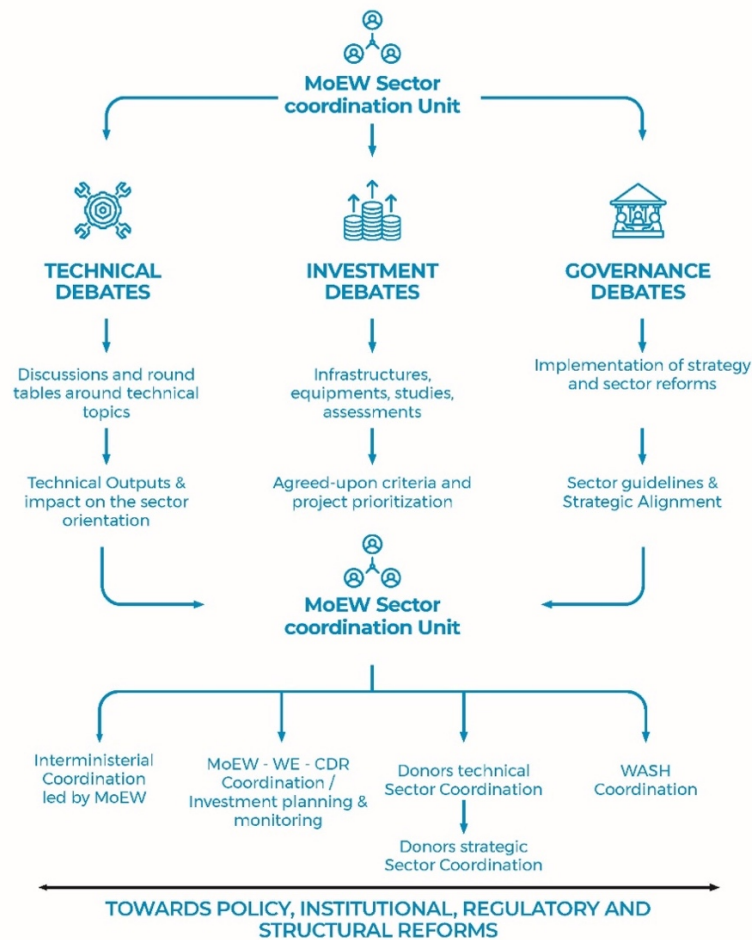 MoEW Sector
coordination Unit
TECHNICAL
DEBATES
INVESTMENT
DEBATES
GOVERNANCE
DEBATES
Discussions and round
tables around technical
topics
Infrastructures,
equipments, studies,
assessments
Implementation of strategy
and sector reforms
Technical Outputs &
impact on the sector
orientation
Agreed-upon criteria and
project prioritization
Sector guidelines &
Strategic Alignment
MoEW Sector
coordination Unit
Interministerial
Coordination
led by MoEW
MoEW - WE - CDR
Coordination /
Investment planning &
monitoring
Donors technical
Sector Coordination
Donors strategic
Sector Coordination
WASH
Coordination
TOWARDS POLICY, INSTITUTIONAL, REGULATORY AND
STRUCTURAL REFORMS